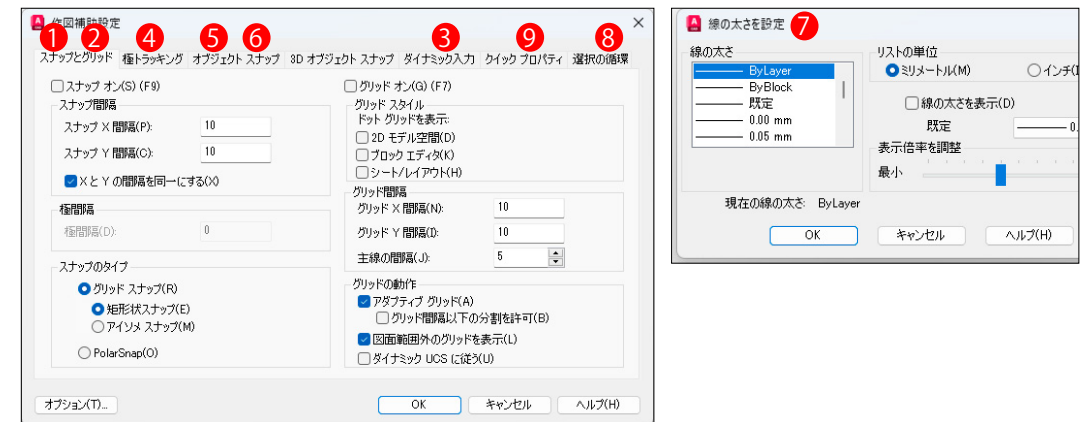 作図補助設定
1 2 4 5 6 3 9 8
スナップとグリッド 極トラッキング オブジェクト スナップ 3D オブジェクト スナップ ダイナミック入力 クイック プロパティ 選択の循環
スナップ オン(S) (F9)
スナップ間隔
スナップ X 間隔(P): 10
スナップ Y 間隔(C): 10
X と Y の間隔を同一にする(X)
極間隔
極間隔(D): 0
スナップのタイプ
グリッド スナップ(R)
矩形状スナップ(E)
アイソメ スナップ(M)
PolarSnap(O)
グリッド オン(G) (F7)
グリッド スタイル
ドット グリッドを表示:
2D モデル空間(D)
ブロック エディタ(K)
シート/レイアウト(H)
グリッド間隔
グリッド X 間隔(N): 10
グリッド Y 間隔(I): 10
主線の間隔(J): 5
グリッドの動作
アダプティブ グリッド(A)
グリッド間隔以下の分割を許可(B)
図面範囲外のグリッドを表示(L)
ダイナミック UCS に従う(U)
オプション(T)... OK キャンセル ヘルプ(H)
線の太さを設定 7
線の太さ
ByLayer
ByBlock
既定
0.00 mm
0.05 mm
リストの単位
ミリメートル(M) インチ(I
線の太さを表示(D)
既定 0.
表示倍率を調整
最小
現在の線の太さ: ByLayer
OK キャンセル ヘルプ(H)